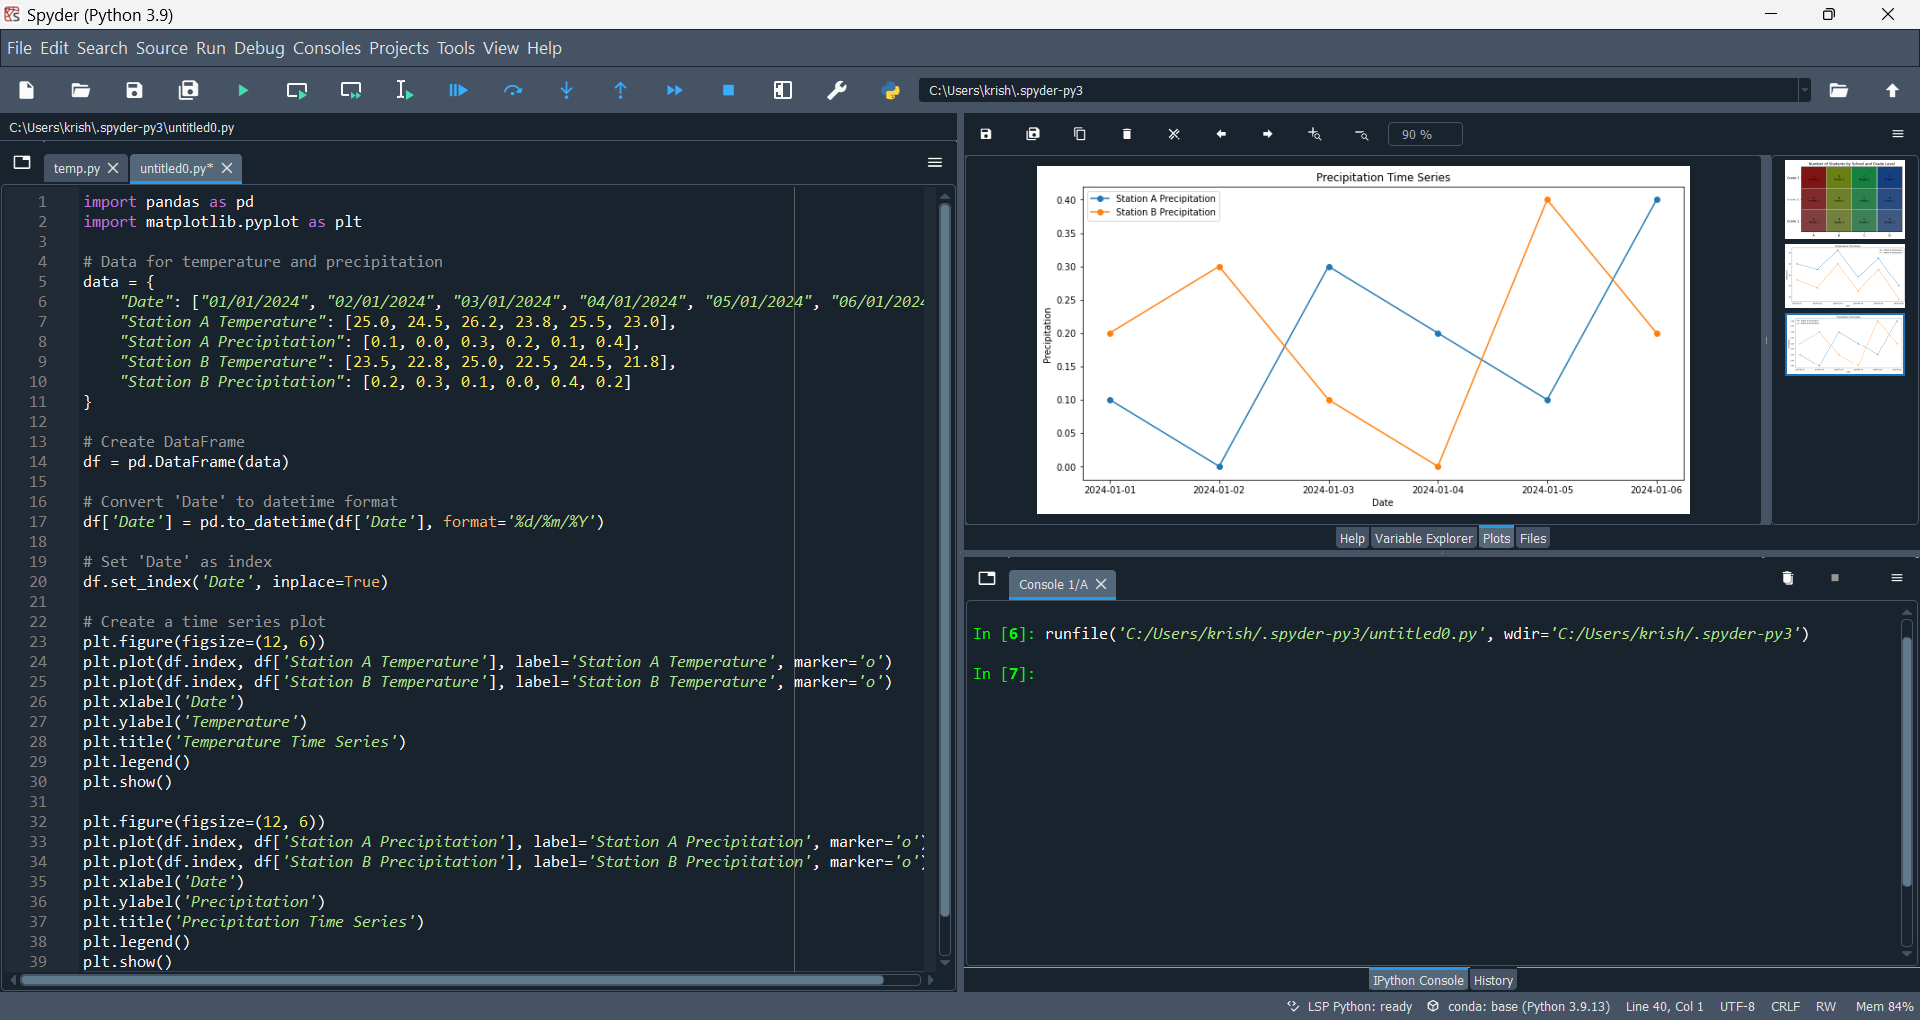 Spyder (Python 3.9)
File Edit Search Source Run Debug Consoles Projects Tools View Help
C:\Users\krish\.spyder-py3
C:\Users\krish\.spyder-py3\untitled0.py
temp.py
untitled0.py*
1 import pandas as pd
2 import matplotlib.pyplot as plt
3
4 # Data for temperature and precipitation
5 data = {
6 "Date": ["01/01/2024", "02/01/2024", "03/01/2024", "04/01/2024", "05/01/2024", "06/01/2024
7 "Station A Temperature": [25.0, 24.5, 26.2, 23.8, 25.5, 23.0],
8 "Station A Precipitation": [0.1, 0.0, 0.3, 0.2, 0.1, 0.4],
9 "Station B Temperature": [23.5, 22.8, 25.0, 22.5, 24.5, 21.8],
10 "Station B Precipitation": [0.2, 0.3, 0.1, 0.0, 0.4, 0.2]
11 }
12
13 # Create DataFrame
14 df = pd.DataFrame(data)
15
16 # Convert 'Date' to datetime format
17 df['Date'] = pd.to_datetime(df['Date'], format='%d/%m/%Y')
18
19 # Set 'Date' as index
20 df.set_index('Date', inplace=True)
21
22 # Create a time series plot
23 plt.figure(figsize=(12, 6))
24 plt.plot(df.index, df['Station A Temperature'], label='Station A Temperature', marker='o')
25 plt.plot(df.index, df['Station B Temperature'], label='Station B Temperature', marker='o')
26 plt.xlabel('Date')
27 plt.ylabel('Temperature')
28 plt.title('Temperature Time Series')
29 plt.legend()
30 plt.show()
31
32 plt.figure(figsize=(12, 6))
33 plt.plot(df.index, df['Station A Precipitation'], label='Station A Precipitation', marker='o')
34 plt.plot(df.index, df['Station B Precipitation'], label='Station B Precipitation', marker='o')
35 plt.xlabel('Date')
36 plt.ylabel('Precipitation')
37 plt.title('Precipitation Time Series')
38 plt.legend()
39 plt.show()
90 %
Precipitation Time Series
Station A Precipitation
Station B Precipitation
0.40
0.35
0.30
0.25
0.20
0.15
0.10
0.05
0.00
Precipitation
2024-01-01 2024-01-02 2024-01-03 2024-01-04 2024-01-05 2024-01-06
Date
Number of Students by School and Grade Level
Help Variable Explorer Plots Files
Console 1/A
In [6]: runfile('C:/Users/krish/.spyder-py3/untitled0.py', wdir='C:/Users/krish/.spyder-py3')
In [7]:
IPython Console History
LSP Python: ready conda: base (Python 3.9.13) Line 40, Col 1 UTF-8 CRLF RW Mem 84%